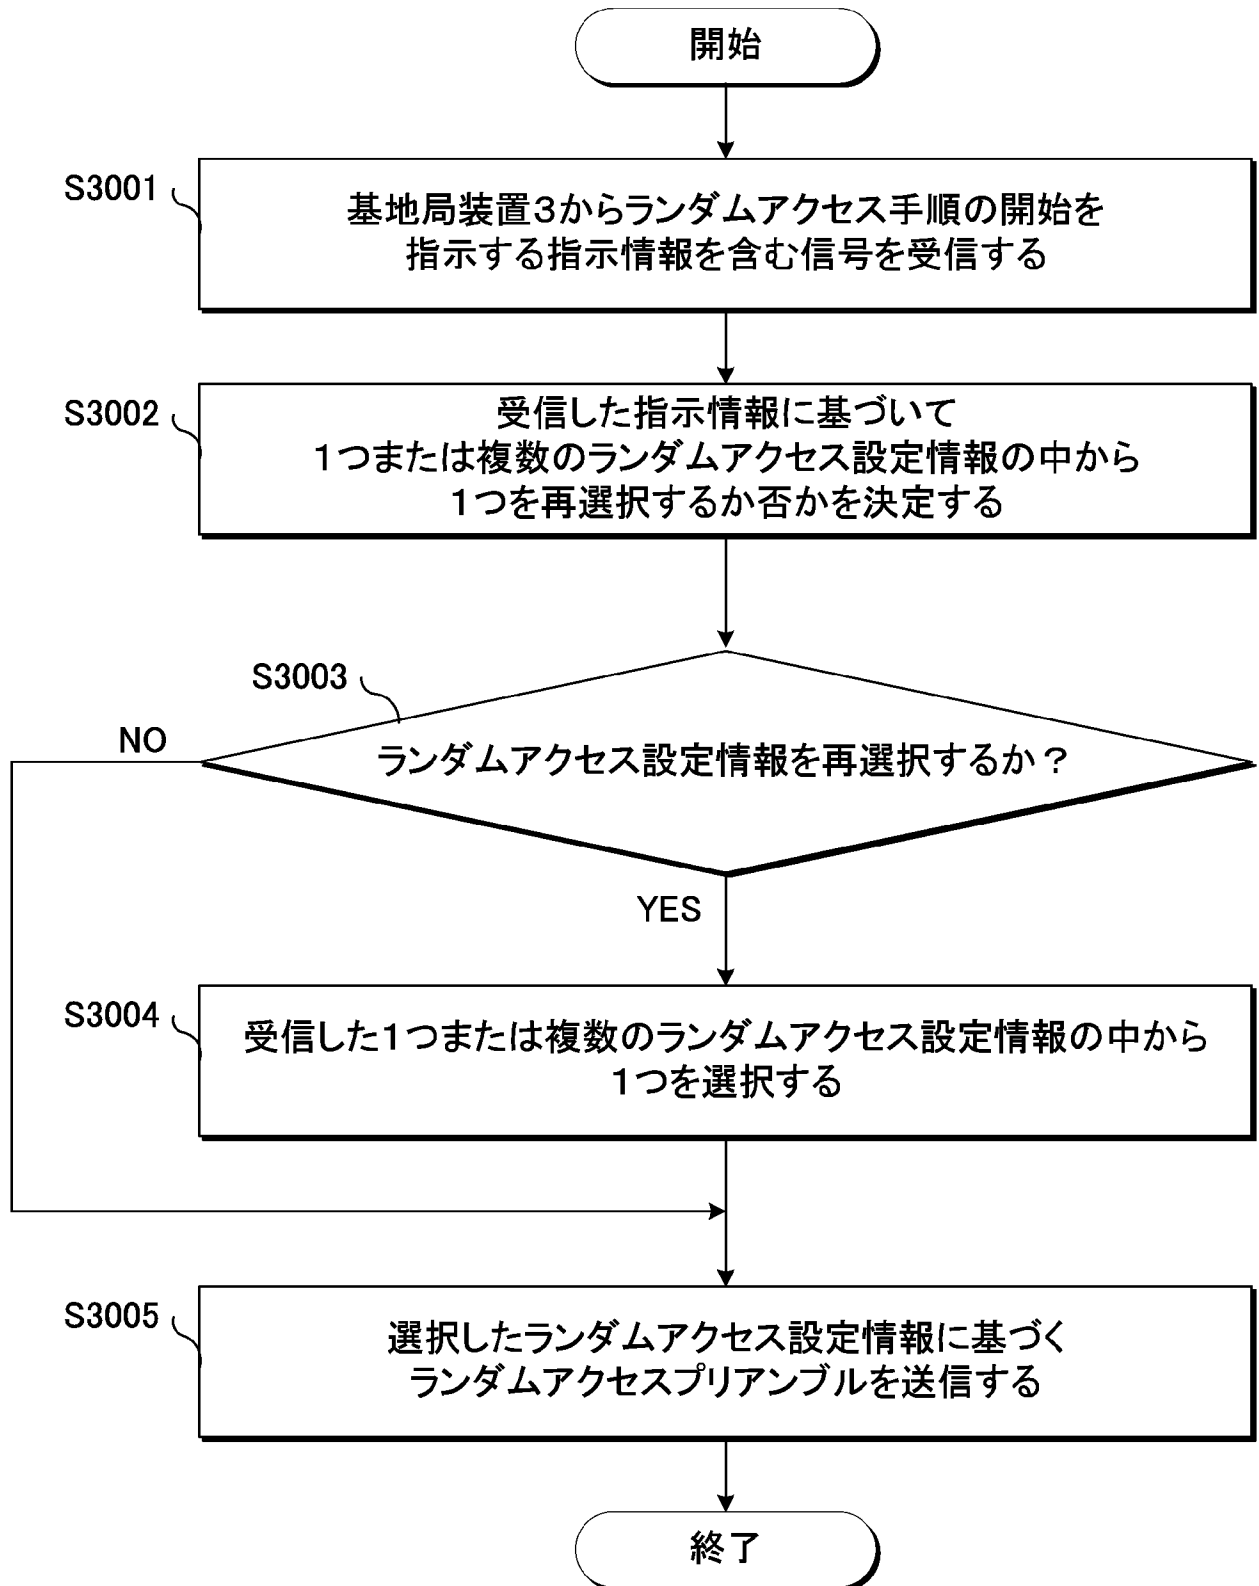 開始
S3001
基地局装置３からランダムアクセス手順の開始を
指示する指示情報を含む信号を受信する
S3002
受信した指示情報に基づいて
１つまたは複数のランダムアクセス設定情報の中から
１つを再選択するか否かを決定する
S3003
NO
ランダムアクセス設定情報を再選択するか？
YES
S3004
受信した１つまたは複数のランダムアクセス設定情報の中から
１つを選択する
S3005
選択したランダムアクセス設定情報に基づく
ランダムアクセスプリアンブルを送信する
終了